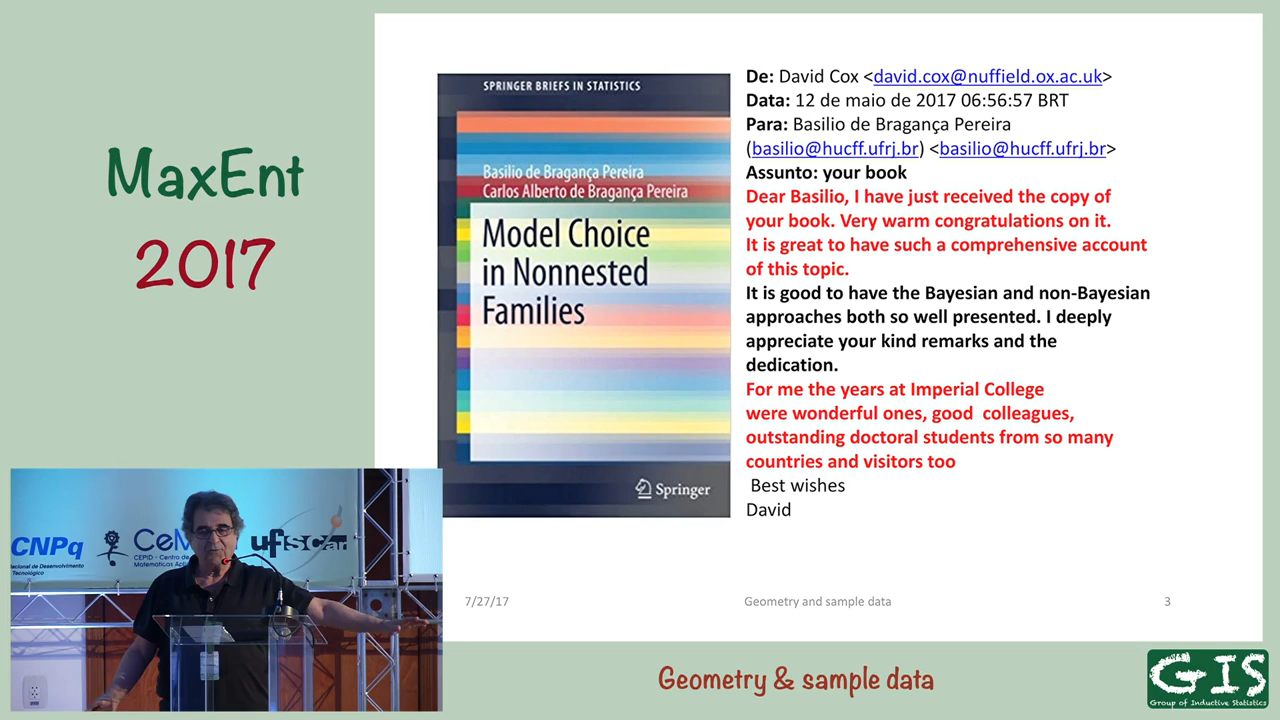 MaxEnt
2017
SPRINGER BRIEFS IN STATISTICS
Basilio de Bragança Pereira
Carlos Alberto de Bragança Pereira
Model Choice
in Nonnested
Families
Springer
De: David Cox <david.cox@nuffield.ox.ac.uk>
Data: 12 de maio de 2017 06:56:57 BRT
Para: Basilio de Bragança Pereira
(basilio@hucff.ufrj.br) <basilio@hucff.ufrj.br>
Assunto: your book
Dear Basilio, I have just received the copy of
your book. Very warm congratulations on it.
It is great to have such a comprehensive account
of this topic.
It is good to have the Bayesian and non-Bayesian
approaches both so well presented. I deeply
appreciate your kind remarks and the
dedication.
For me the years at Imperial College
were wonderful ones, good colleagues,
outstanding doctoral students from so many
countries and visitors too
Best wishes
David
7/27/17
Geometry and sample data
3
CNPq
nacional de Desenvolvimento
Tecnológico
CeM
CEPID - Centro de
Matemáticas
ufscar
Geometry & sample data
GIS
Group of Inductive Statistics